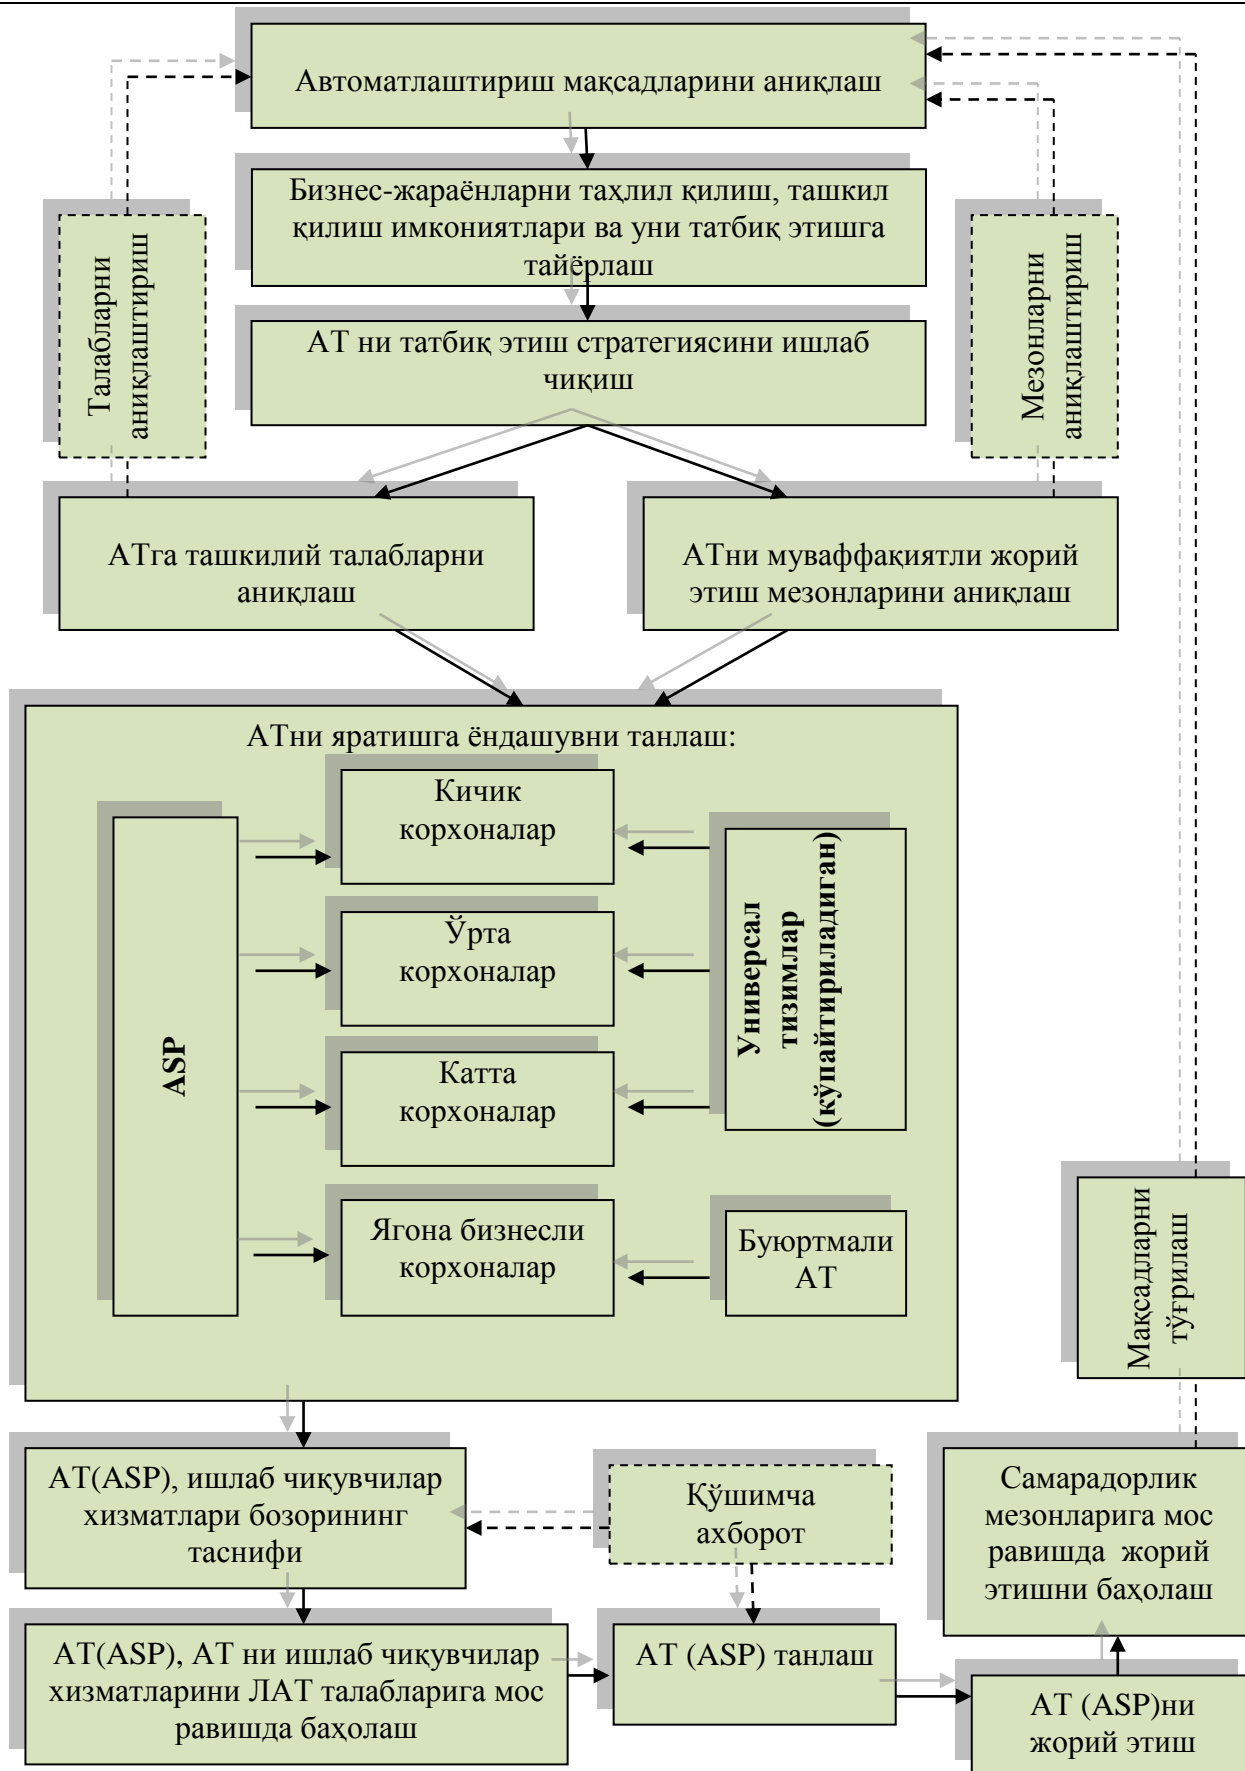 Автоматлаштириш мақсадларини аниқлаш
Бизнес-жараёнларни таҳлил қилиш, ташкил
қилиш имкониятлари ва уни татбиқ этишга
тайёрлаш
Талабларни
аниқлаштириш
Мезонларни
аниқлаштириш
АТ ни татбиқ этиш стратегиясини ишлаб
чиқиш
АТга ташкилий талабларни
аниқлаш
АТни муваффақиятли жорий
этиш мезонларини аниқлаш
АТни яратишга ёндашувни танлаш:
ASP
Кичик
корхоналар
Ўрта
корхоналар
Катта
корхоналар
Ягона бизнесли
корхоналар
Универсал
тизимлар
(кўпайтириладиган)
Буюртмали
АТ
Мақсадларни
тўғрилаш
АТ(ASP), ишлаб чиқувчилар
хизматлари бозорининг
таснифи
Қўшимча
ахборот
Самарадорлик
мезонларига мос
равишда жорий
этишни баҳолаш
АТ(ASP), АТ ни ишлаб чиқувчилар
хизматларини ЛАТ талабларига мос
равишда баҳолаш
АТ (ASP) танлаш
АТ (ASP)ни
жорий этиш